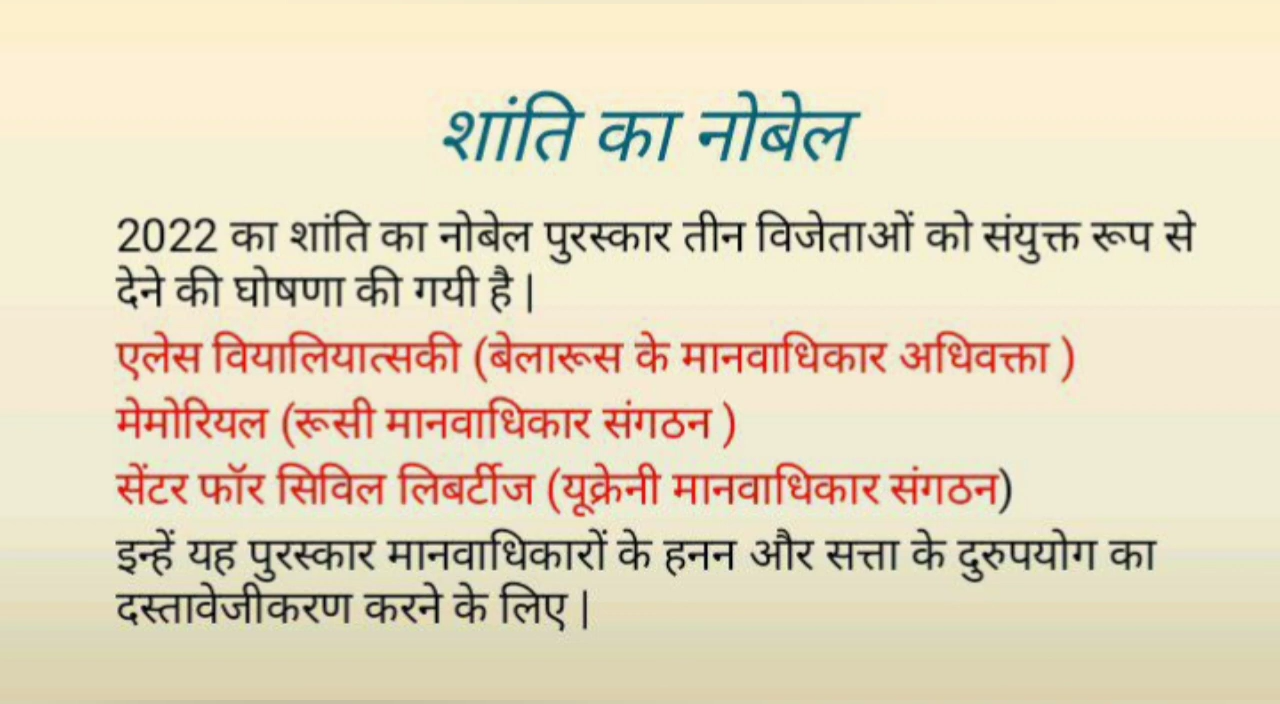 शांति का नोबेल
2022 का शांति का नोबेल पुरस्कार तीन विजेताओं को संयुक्त रूप से
देने की घोषणा की गयी है |
एलेस वियालियात्सकी (बेलारूस के मानवाधिकार अधिवक्ता )
मेमोरियल (रूसी मानवाधिकार संगठन )
सेंटर फॉर सिविल लिबर्टीज (यूक्रेनी मानवाधिकार संगठन)
इन्हें यह पुरस्कार मानवाधिकारों के हनन और सत्ता के दुरुपयोग का
दस्तावेजीकरण करने के लिए |